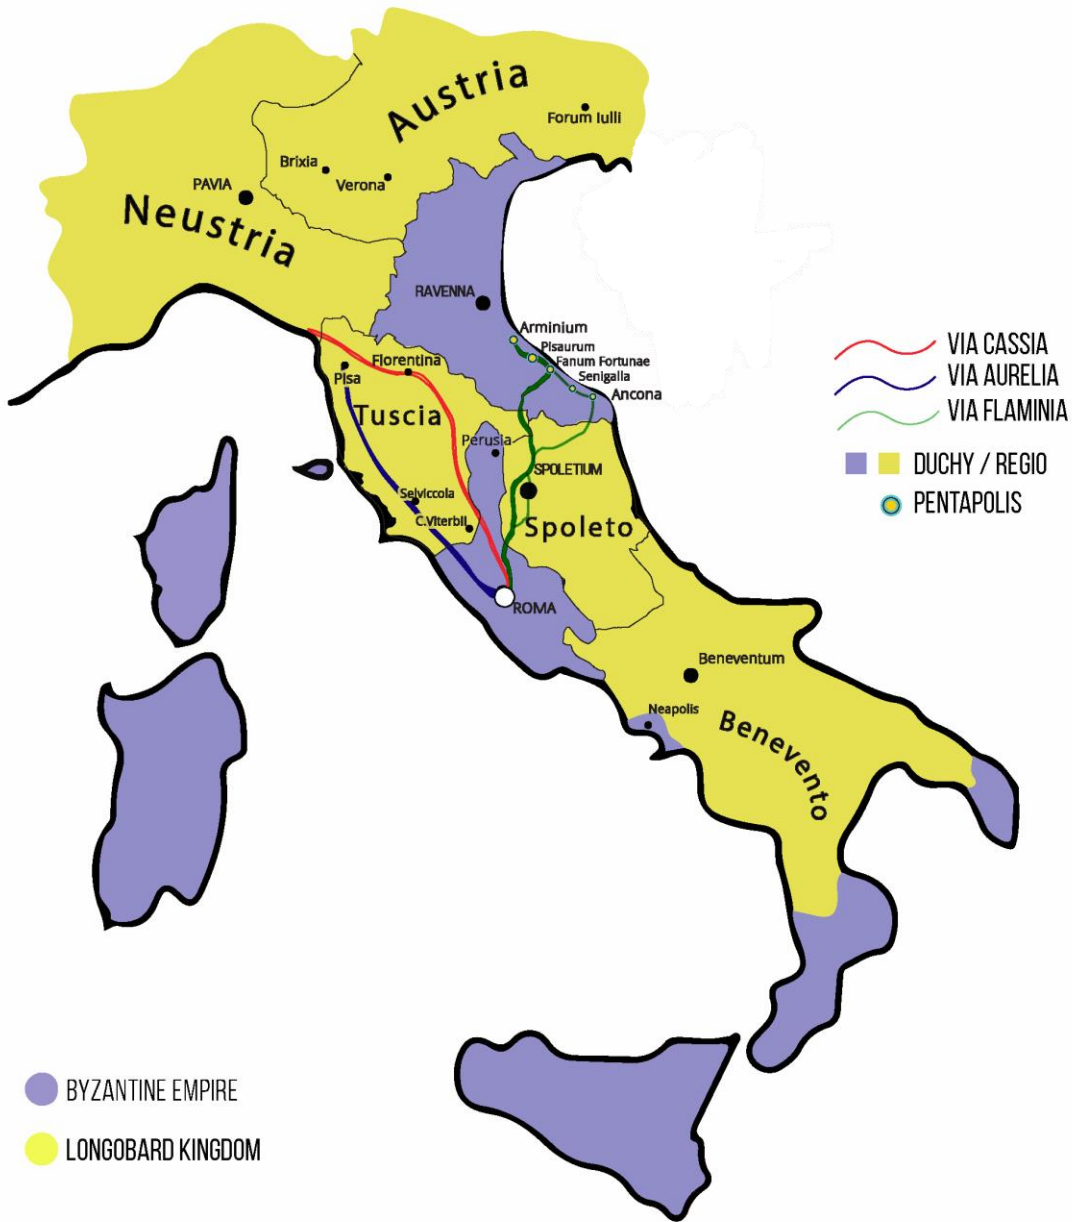 Austria
Forum Iulli
Brixia
Verona
PAVIA
Neustria
RAVENNA
Arminium
Pisaurum
Fanum Fortunae
Senigalla
Ancona
Florentina
Pisa
Tuscia
Perusia
SPOLETIUM
Selviccola
C.Viterbii
Spoleto
ROMA
Beneventum
Neapolis
Benevento
VIA CASSIA
VIA AURELIA
VIA FLAMINIA
DUCHY / REGIO
PENTAPOLIS
BYZANTINE EMPIRE
LONGOBARD KINGDOM